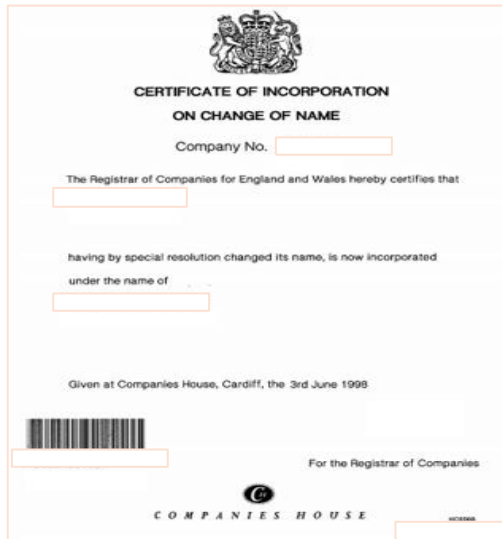 CERTIFICATE OF INCORPORATION
ON CHANGE OF NAME
Company No.
The Registrar of Companies for England and Wales hereby certifies that
having by special resolution changed its name, is now incorporated
under the name of
Given at Companies House, Cardiff, the 3rd June 1998
For the Registrar of Companies
COMPANIES HOUSE